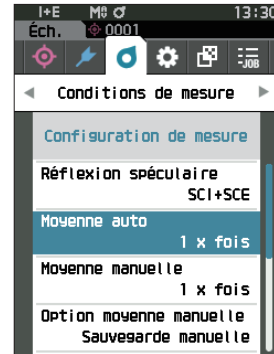 I+E M⁰ 13:30
Éch. 0001
JOB
Conditions de mesure
Configuration de mesure
Réflexion spéculaire
SCI+SCE
Moyenne auto
1 x fois
Moyenne manuelle
1 x fois
Option moyenne manuelle
Sauvegarde manuelle